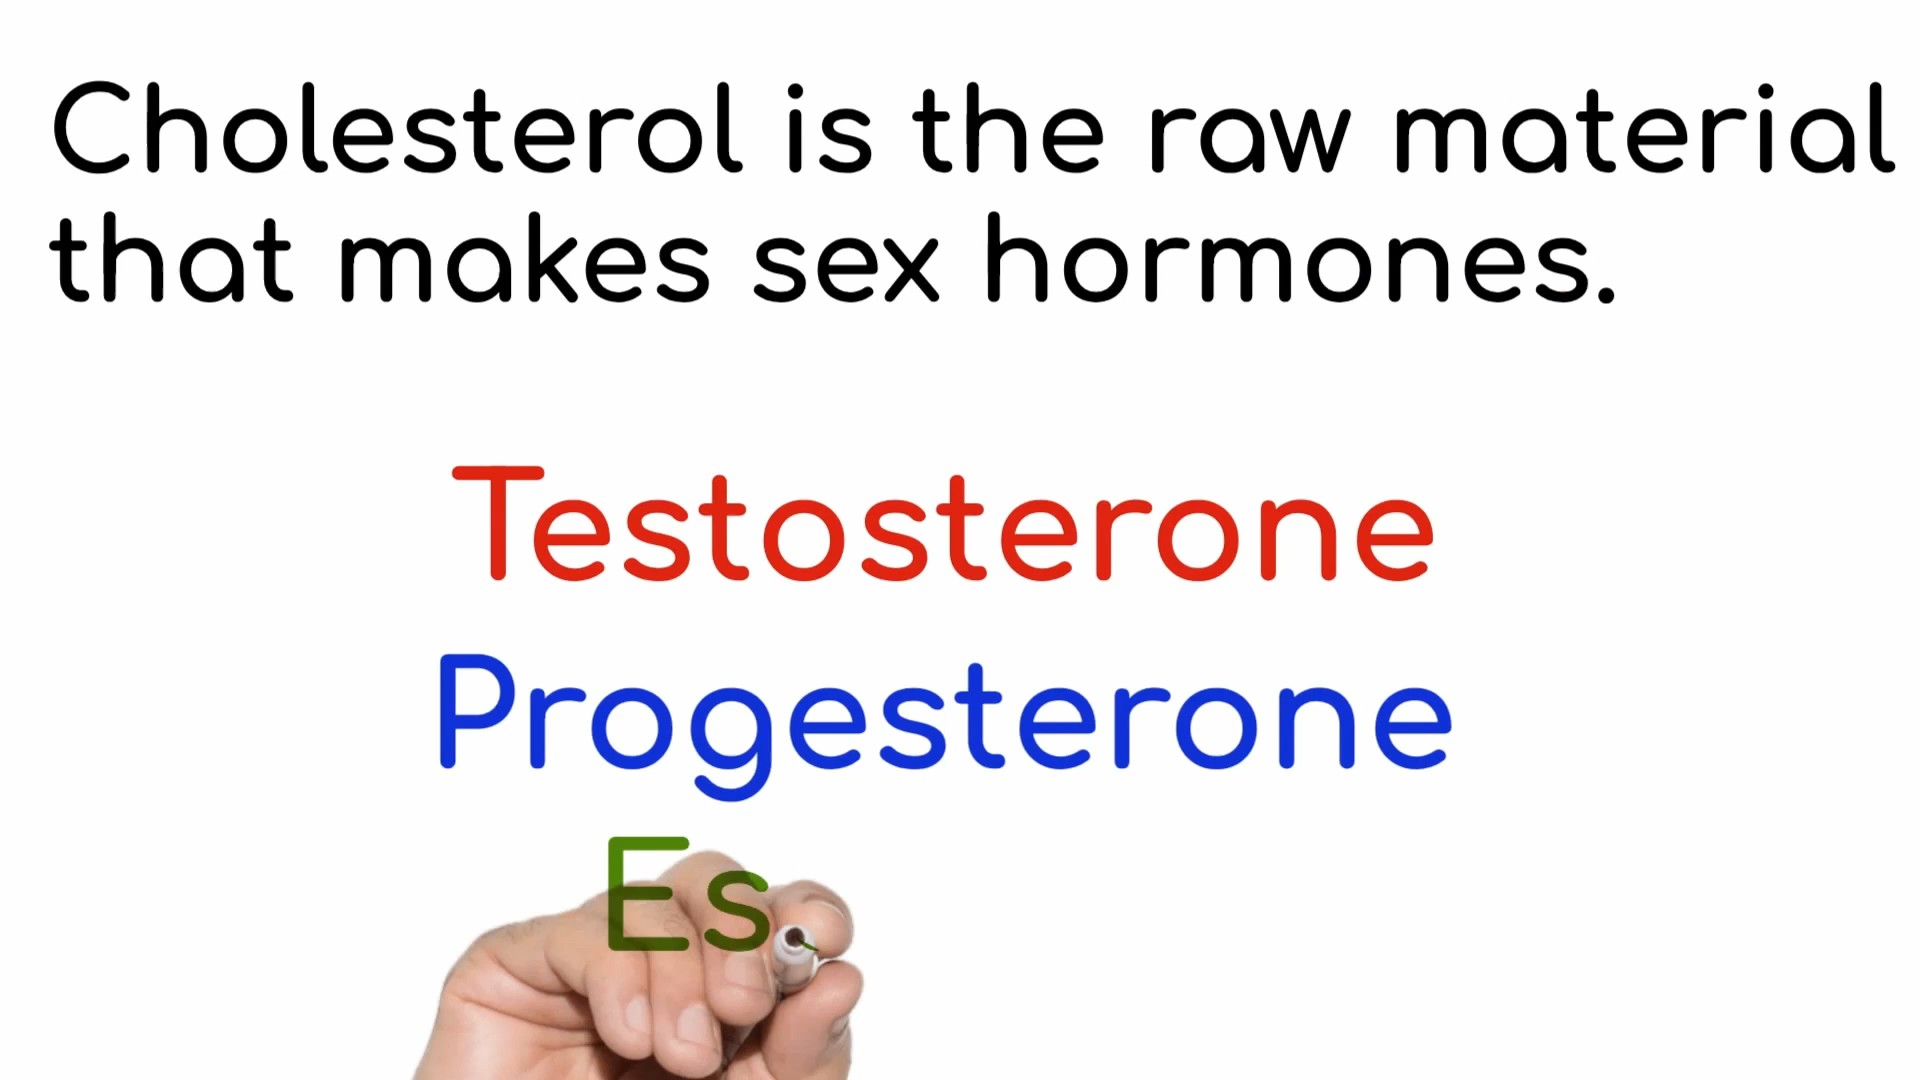 Cholesterol is the raw material
that makes sex hormones.
Testosterone
Progesterone
Es